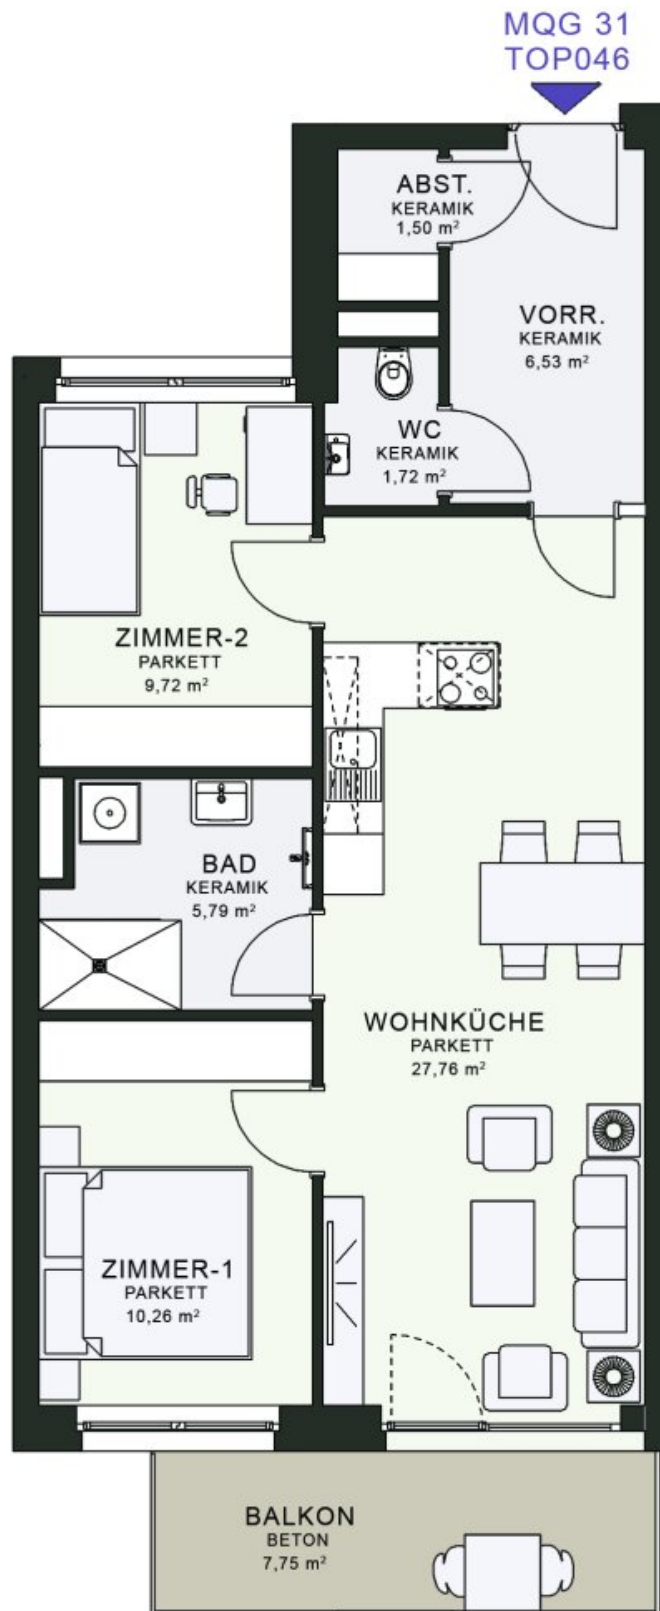 MQG 31
TOP046
ABST.
KERAMIK
1,50 m²
VORR.
KERAMIK
6,53 m²
WC
KERAMIK
1,72 m²
ZIMMER-2
PARKETT
9,72 m²
BAD
KERAMIK
5,79 m²
WOHNKÜCHE
PARKETT
27,76 m²
ZIMMER-1
PARKETT
10,26 m²
BALKON
BETON
7,75 m²